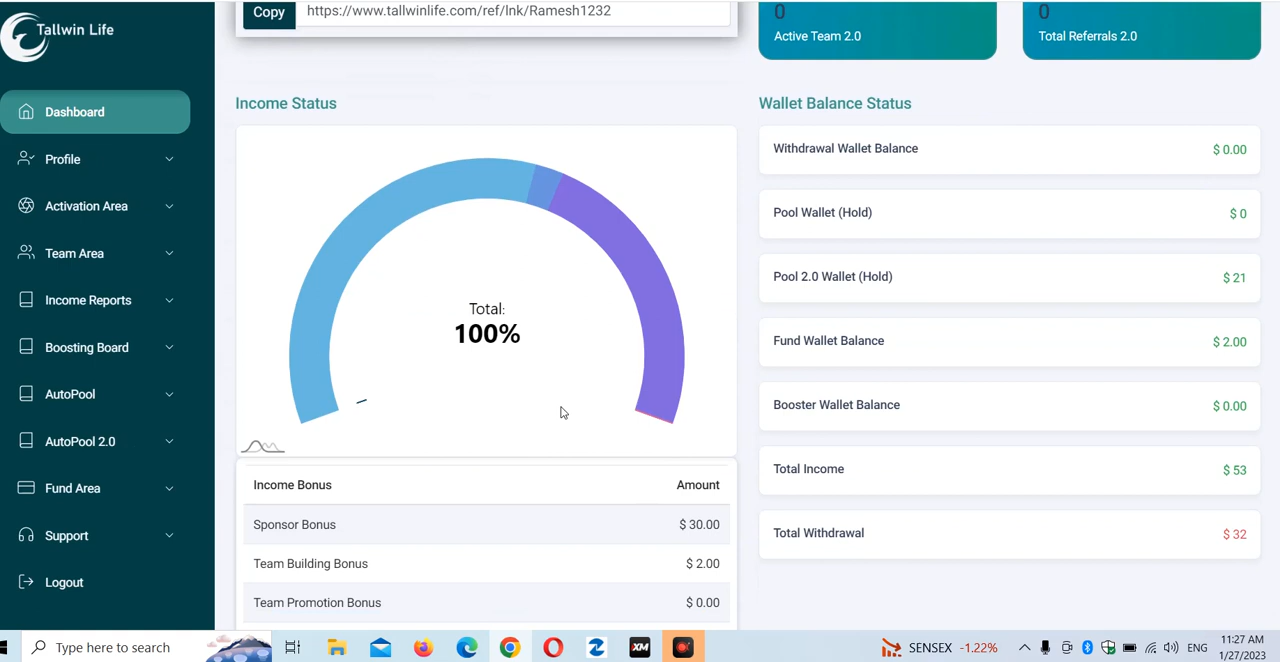 Tallwin Life
Dashboard
Profile
Activation Area
Team Area
Income Reports
Boosting Board
AutoPool
AutoPool 2.0
Fund Area
Support
Logout
Copy https://www.tallwinlife.com/ref/lnk/Ramesh1232
0
Active Team 2.0
0
Total Referrals 2.0
Income Status
Total:
100%
Income Bonus Amount
Sponsor Bonus $ 30.00
Team Building Bonus $ 2.00
Team Promotion Bonus $ 0.00
Wallet Balance Status
Withdrawal Wallet Balance $ 0.00
Pool Wallet (Hold) $ 0
Pool 2.0 Wallet (Hold) $ 21
Fund Wallet Balance $ 2.00
Booster Wallet Balance $ 0.00
Total Income $ 53
Total Withdrawal $ 32
Type here to search
XM
SENSEX -1.22%
ENG
11:27 AM
1/27/2023